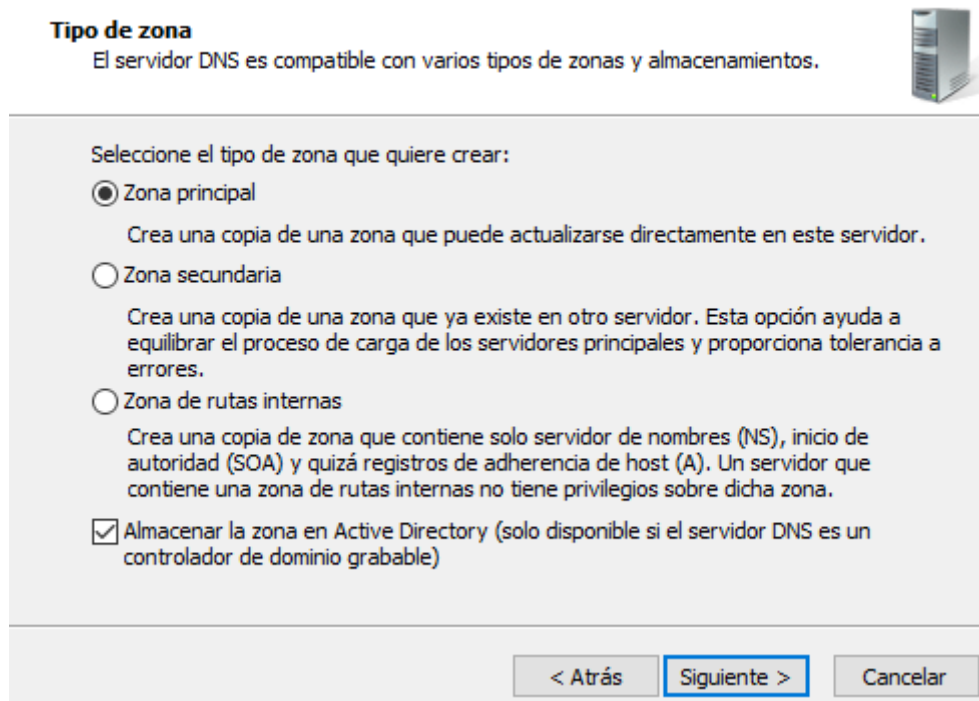 Tipo de zona
El servidor DNS es compatible con varios tipos de zonas y almacenamientos.
Seleccione el tipo de zona que quiere crear:
Zona principal
Crea una copia de una zona que puede actualizarse directamente en este servidor.
Zona secundaria
Crea una copia de una zona que ya existe en otro servidor. Esta opción ayuda a
equilibrar el proceso de carga de los servidores principales y proporciona tolerancia a
errores.
Zona de rutas internas
Crea una copia de zona que contiene solo servidor de nombres (NS), inicio de
autoridad (SOA) y quizá registros de adherencia de host (A). Un servidor que
contiene una zona de rutas internas no tiene privilegios sobre dicha zona.
Almacenar la zona en Active Directory (solo disponible si el servidor DNS es un
controlador de dominio grabable)
< Atrás Siguiente > Cancelar